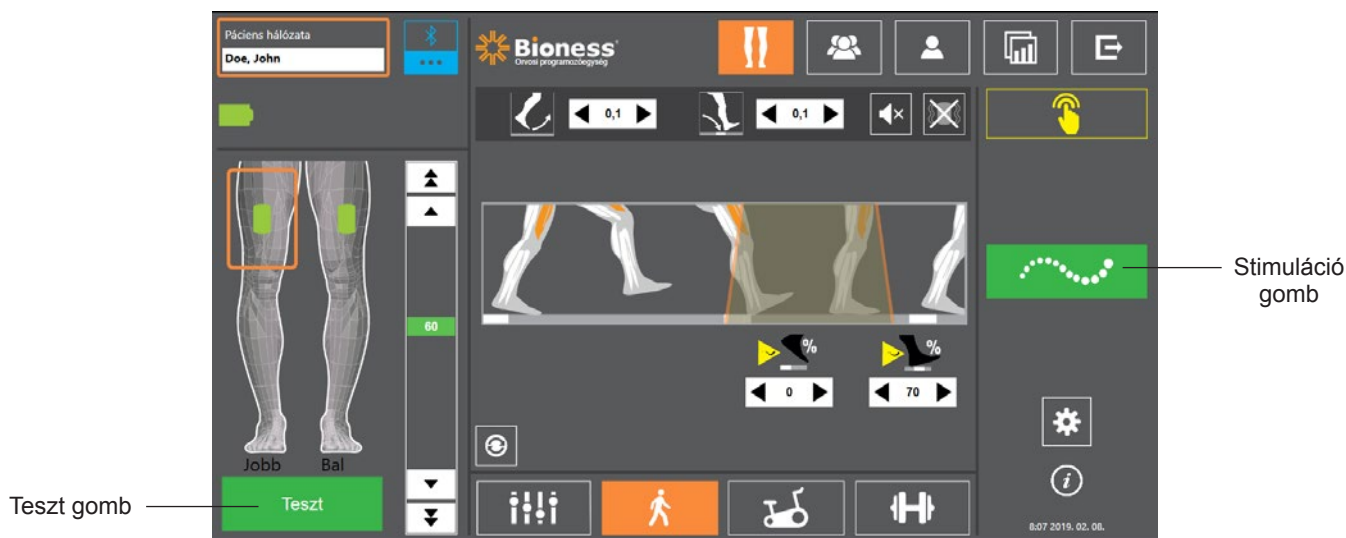 Páciens hálózata
Doe, John
Bioness
Orvosi programozóegység
0,1
0,1
60
%
%
0
70
Stimuláció
gomb
Jobb
Bal
Teszt gomb
Teszt
i
8:07 2019. 02. 08.